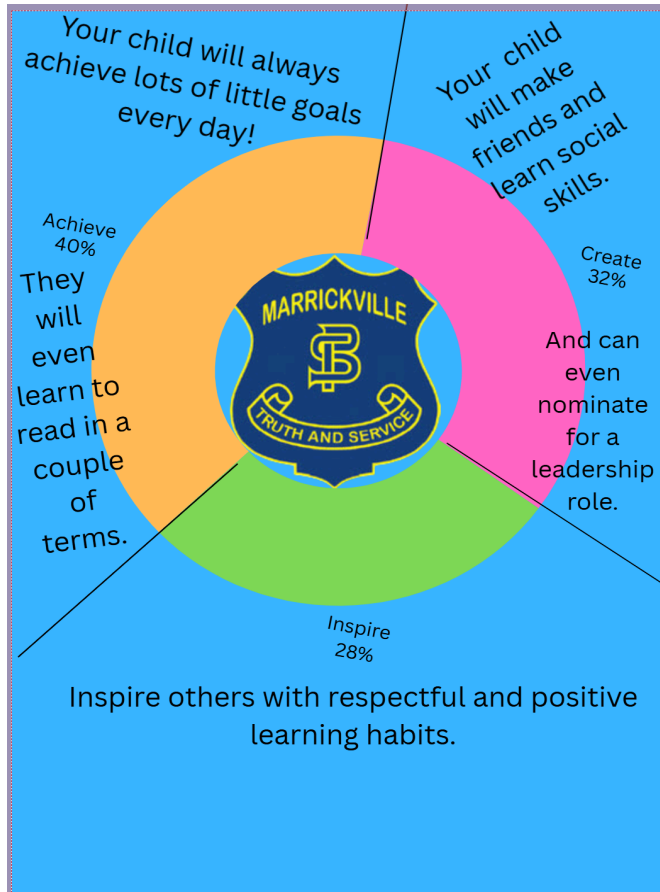 Your child will always
achieve lots of little goals
every day!
Your child
will make
friends and
learn social
skills.
Achieve
40%
They
will
even
learn to
read in a
couple
of
terms.
Create
32%
And can
even
nominate
for a
leadership
role.
MARRICKVILLE
TRUTH AND SERVICE
Inspire
28%
Inspire others with respectful and positive
learning habits.